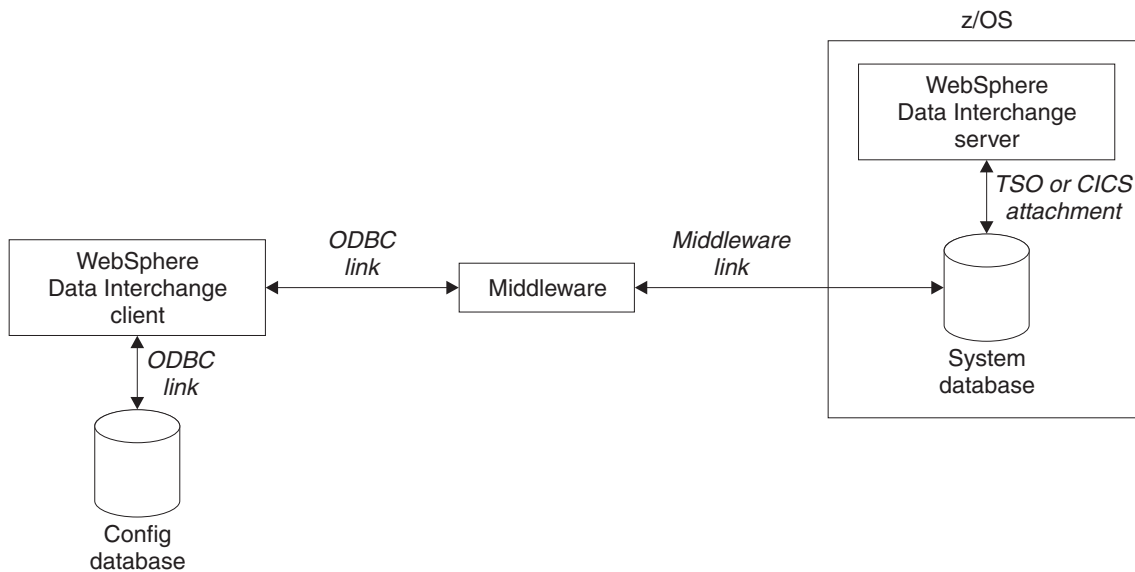 z/OS
WebSphere
Data Interchange
server
TSO or CICS
attachment
ODBC
link
Middleware
link
WebSphere
Data Interchange
client
Middleware
ODBC
link
System
database
Config
database